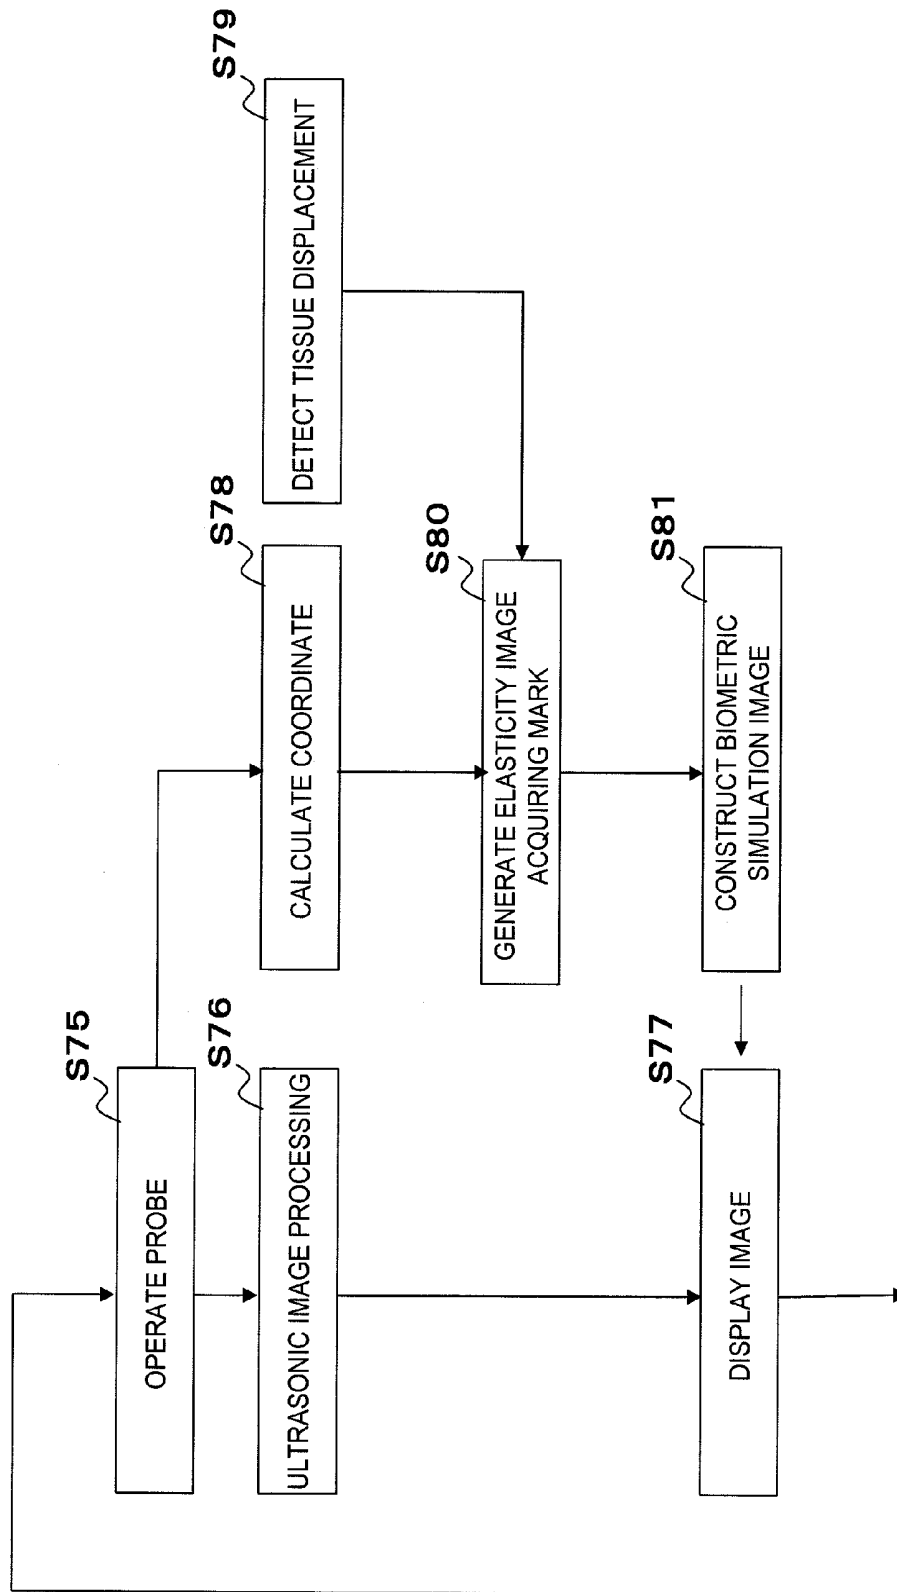 S75
OPERATE PROBE
S76
ULTRASONIC IMAGE PROCESSING
S77
DISPLAY IMAGE
S78
CALCULATE COORDINATE
S79
DETECT TISSUE DISPLACEMENT
S80
GENERATE ELASTICITY IMAGE
ACQUIRING MARK
S81
CONSTRUCT BIOMETRIC
SIMULATION IMAGE